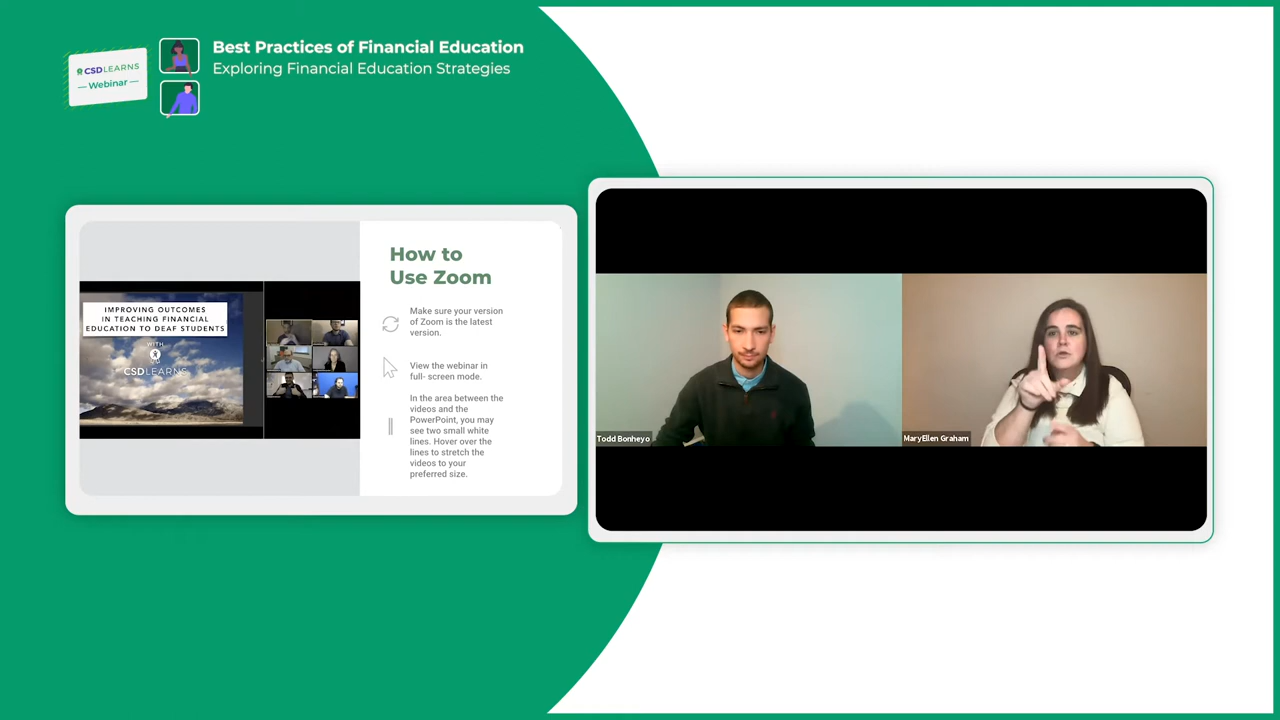 CSDLEARNS
— Webinar —
Best Practices of Financial Education
Exploring Financial Education Strategies
IMPROVING OUTCOMES
IN TEACHING FINANCIAL
EDUCATION TO DEAF STUDENTS
WITH
CSDLEARNS
How to
Use Zoom
Make sure your version
of Zoom is the latest
version.
View the webinar in
full- screen mode.
In the area between the
videos and the
PowerPoint, you may
see two small white
lines. Hover over the
lines to stretch the
videos to your
preferred size.
Todd Bonheyo
MaryEllen Graham